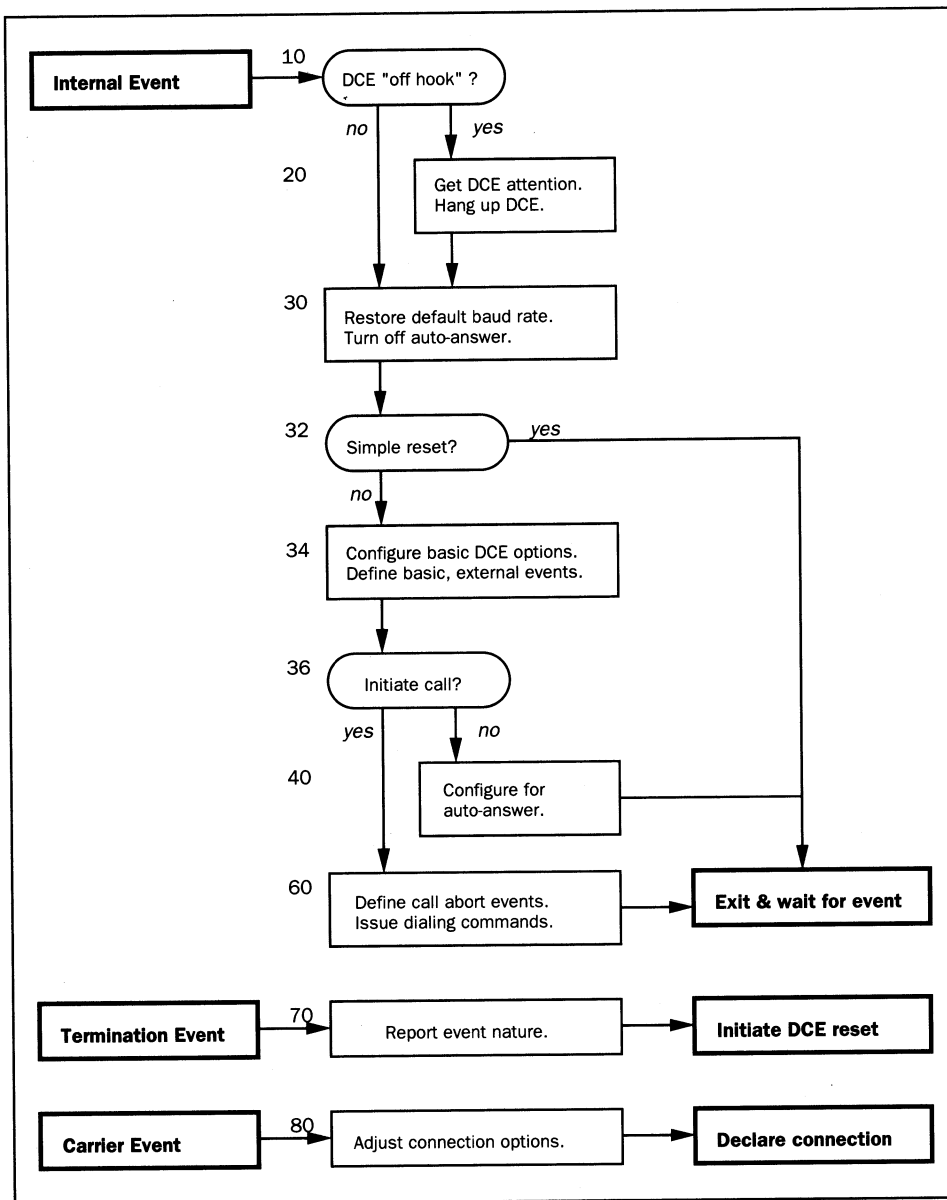 10
Internal Event
DCE "off hook" ?
no
yes
20
Get DCE attention.
Hang up DCE.
30
Restore default baud rate.
Turn off auto-answer.
32
Simple reset?
yes
no
34
Configure basic DCE options.
Define basic, external events.
36
Initiate call?
yes
no
40
Configure for
auto-answer.
60
Define call abort events.
Issue dialing commands.
Exit & wait for event
70
Termination Event
Report event nature.
Initiate DCE reset
80
Carrier Event
Adjust connection options.
Declare connection